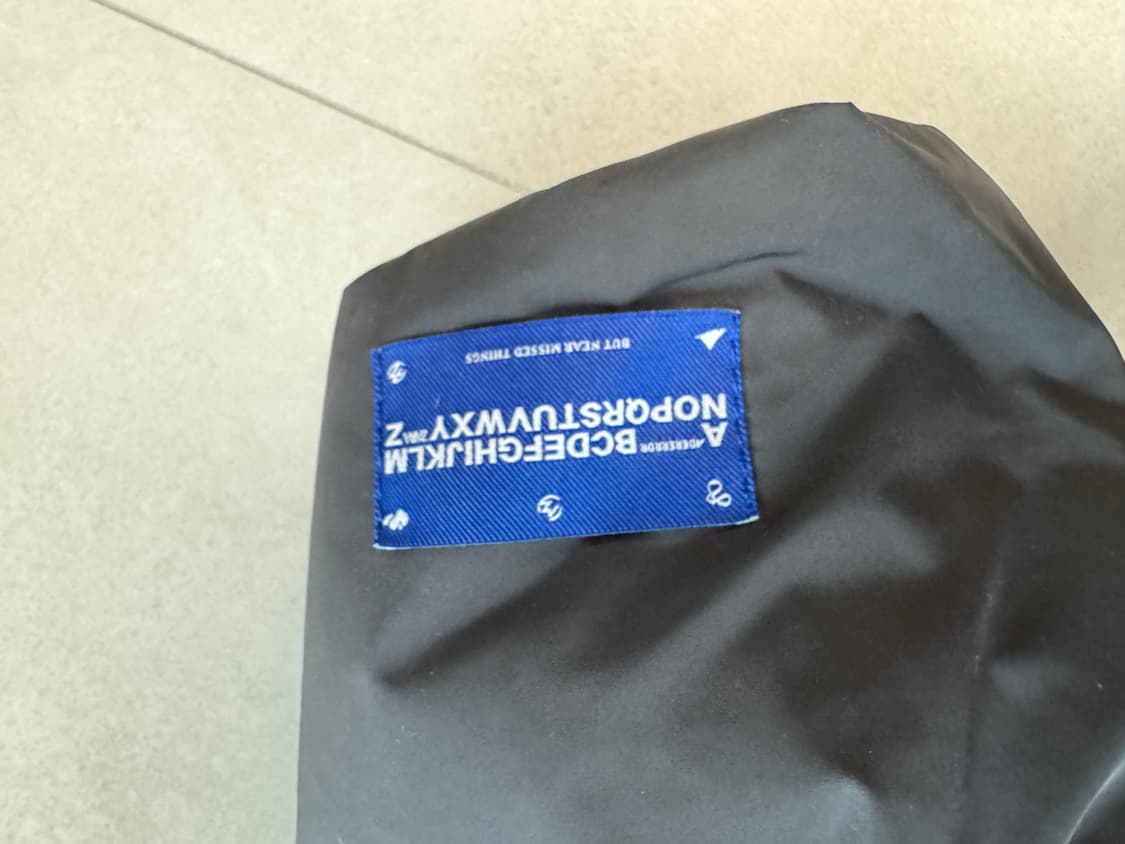 A ADERERROR BCDEFGHIJKLM
NOPQRSTUVWXY Z
BUT NEAR MISSED THINGS